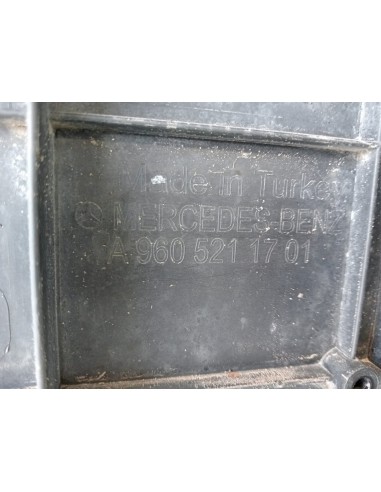 Made In Turkey
MERCEDES-BENZ
A 960 521 17 01